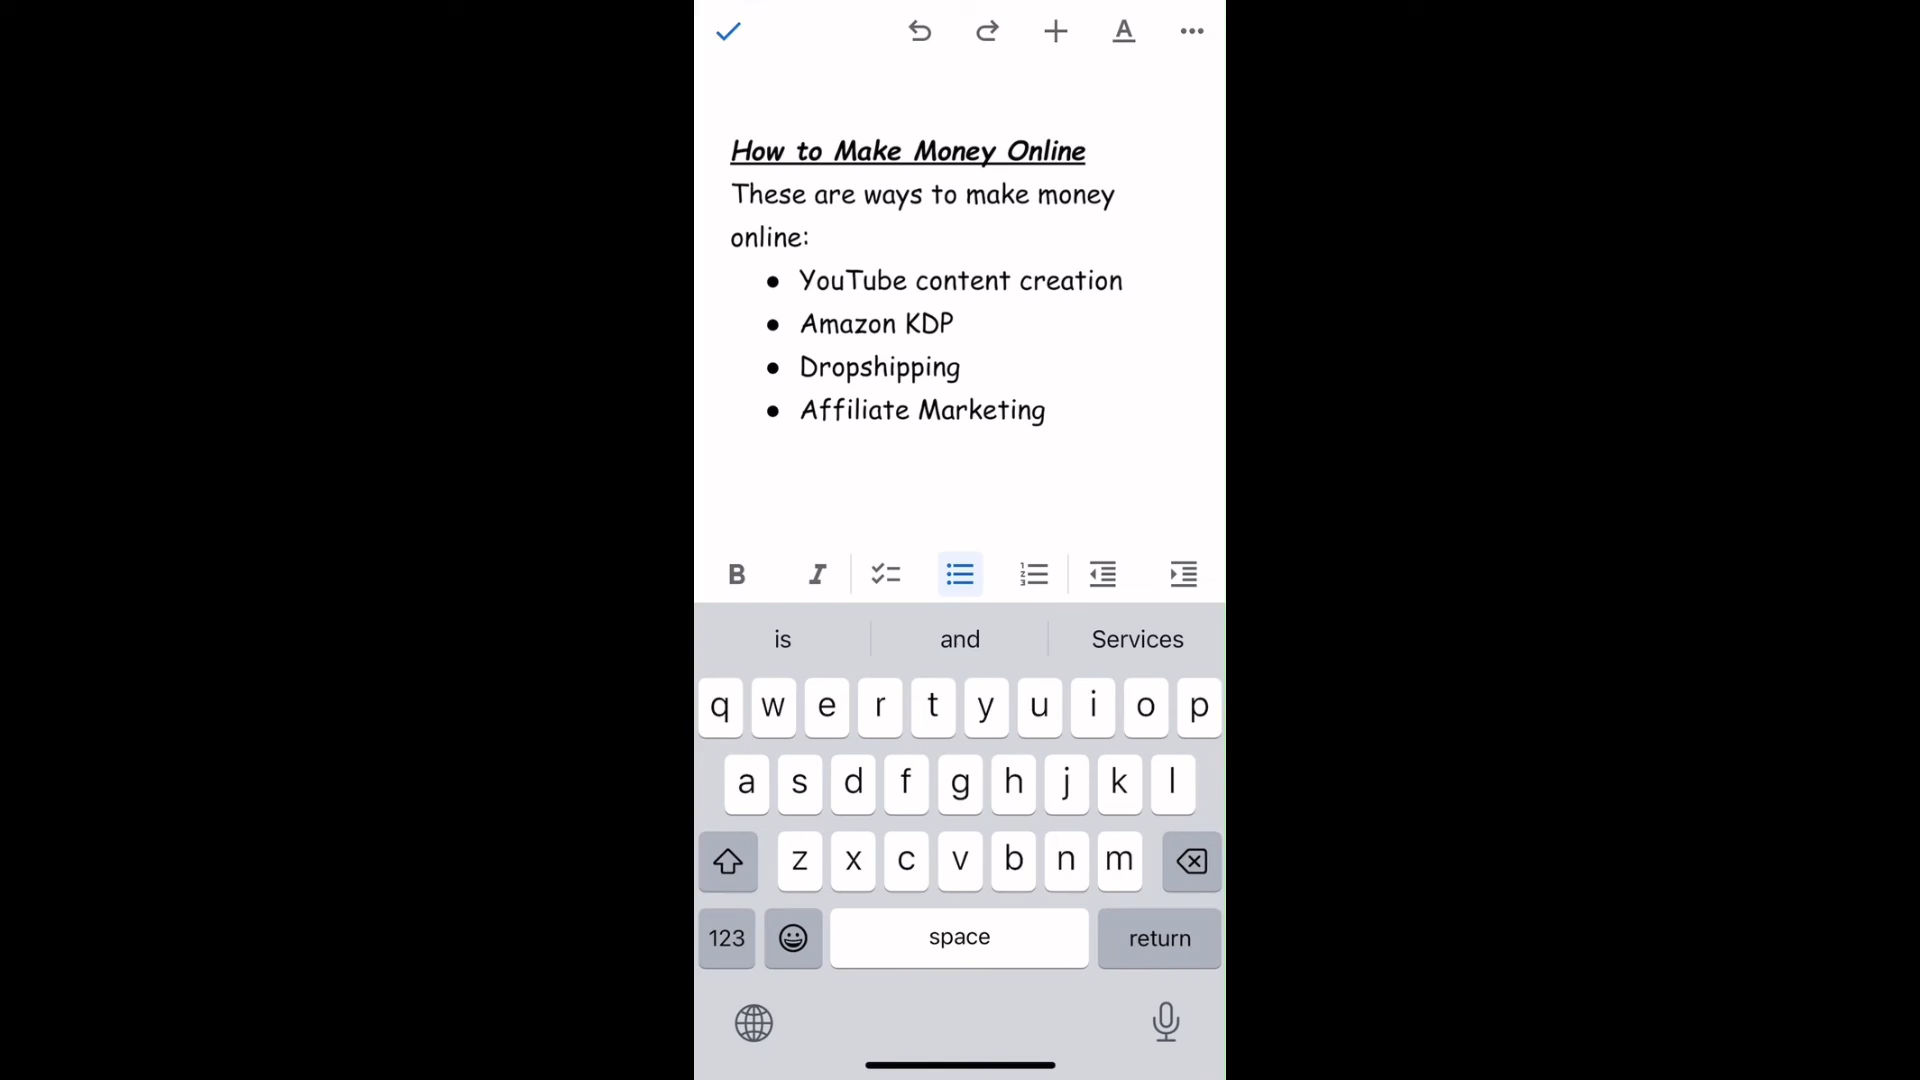 How to Make Money Online
These are ways to make money
online:
● YouTube content creation
● Amazon KDP
● Dropshipping
● Affiliate Marketing
B I
is and Services
q w e r t y u i o p
a s d f g h j k l
z x c v b n m
123 space return